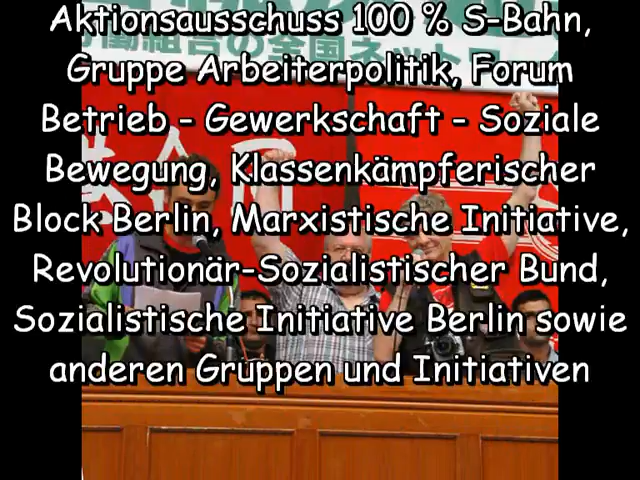 Aktionsausschuss 100 % S-Bahn,
Gruppe Arbeiterpolitik, Forum
Betrieb - Gewerkschaft - Soziale
Bewegung, Klassenkämpferischer
Block Berlin, Marxistische Initiative,
Revolutionär-Sozialistischer Bund,
Sozialistische Initiative Berlin sowie
anderen Gruppen und Initiativen